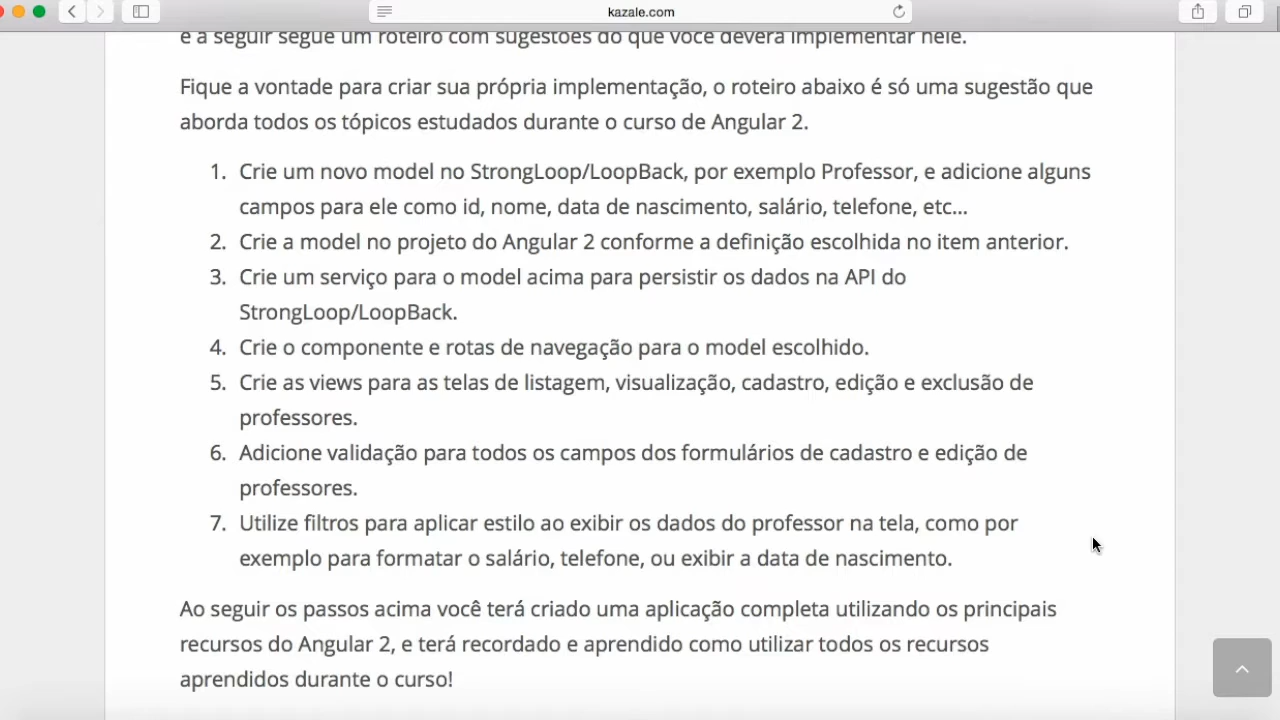 kazale.com
e a seguir segue um roteiro com sugestões do que você deverá implementar nele.
Fique a vontade para criar sua própria implementação, o roteiro abaixo é só uma sugestão que
aborda todos os tópicos estudados durante o curso de Angular 2.
1. Crie um novo model no StrongLoop/LoopBack, por exemplo Professor, e adicione alguns
campos para ele como id, nome, data de nascimento, salário, telefone, etc...
2. Crie a model no projeto do Angular 2 conforme a definição escolhida no item anterior.
3. Crie um serviço para o model acima para persistir os dados na API do
StrongLoop/LoopBack.
4. Crie o componente e rotas de navegação para o model escolhido.
5. Crie as views para as telas de listagem, visualização, cadastro, edição e exclusão de
professores.
6. Adicione validação para todos os campos dos formulários de cadastro e edição de
professores.
7. Utilize filtros para aplicar estilo ao exibir os dados do professor na tela, como por
exemplo para formatar o salário, telefone, ou exibir a data de nascimento.
Ao seguir os passos acima você terá criado uma aplicação completa utilizando os principais
recursos do Angular 2, e terá recordado e aprendido como utilizar todos os recursos
aprendidos durante o curso!